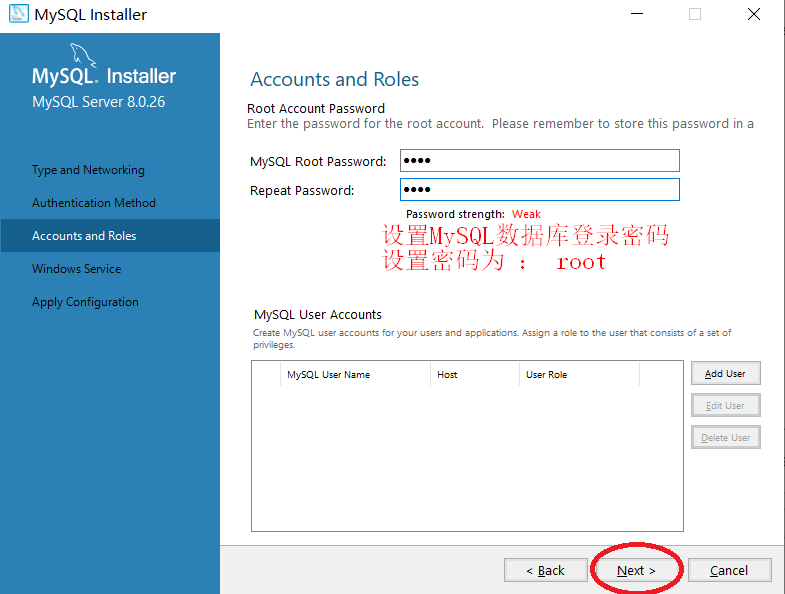 MySQL Installer
MySQL. Installer
MySQL Server 8.0.26
Type and Networking
Authentication Method
Accounts and Roles
Windows Service
Apply Configuration
Accounts and Roles
Root Account Password
Enter the password for the root account.  Please remember to store this password in a
MySQL Root Password: ●●●●
Repeat Password: ●●●●
Password strength: Weak
设置MySQL数据库登录密码
设置密码为 ： root
MySQL User Accounts
Create MySQL user accounts for your users and applications. Assign a role to the user that consists of a set of
privileges.
MySQL User Name Host User Role
Add User
Edit User
Delete User
< Back Next > Cancel